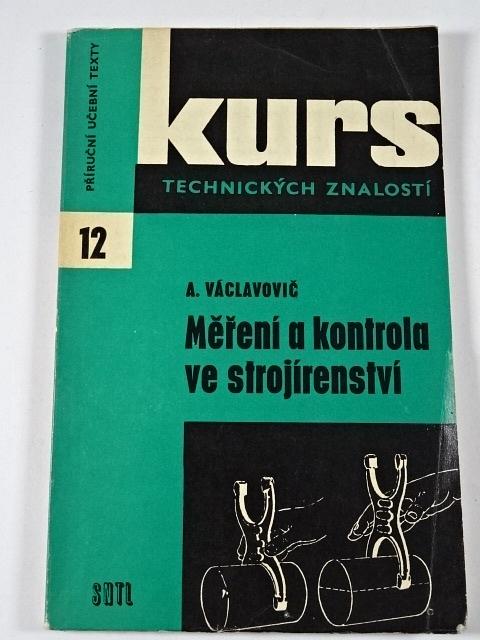 PŘÍRUČNÍ UČEBNÍ TEXTY
kurs
TECHNICKÝCH ZNALOSTÍ
12
A. VÁCLAVOVIČ
Měření a kontrola
ve strojírenství
SNTL